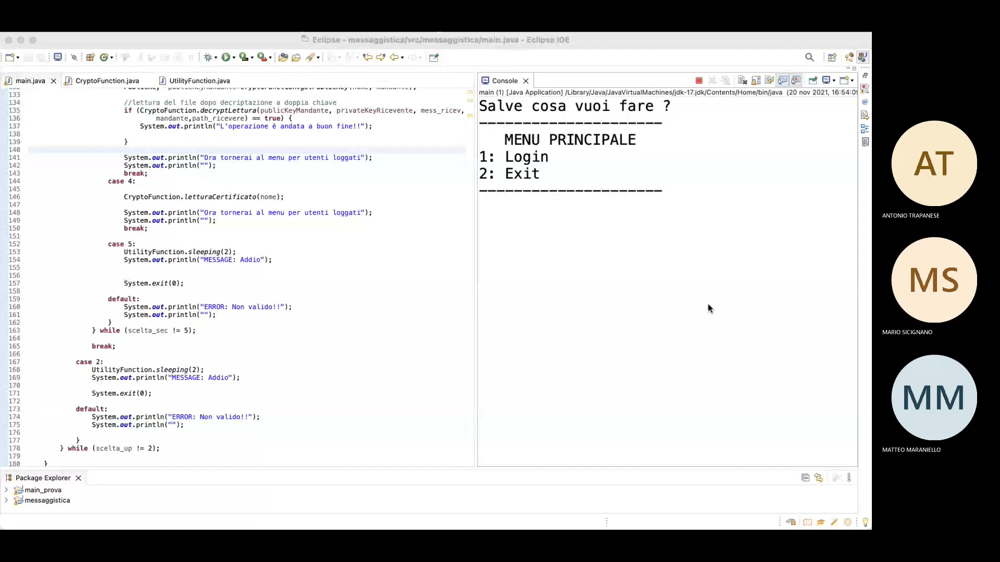 Eclipse - messaggistica/src/messaggistica/main.java - Eclipse IDE
main.java
CryptoFunction.java
UtilityFunction.java
133
134 //lettura del file dopo decriptazione a doppia chiave
135 if (CryptoFunction.decryptLettura(publicKeyMandante, privateKeyRicevente, mess_ricev,
136 mandante,path_ricevere) == true) {
137 System.out.println("L'operazione è andata a buon fine!!");
138
139 }
140
141 System.out.println("Ora tornerai al menu per utenti loggati");
142 System.out.println("");
143 break;
144 case 4:
145
146 CryptoFunction.letturaCertificato(nome);
147
148 System.out.println("Ora tornerai al menu per utenti loggati");
149 System.out.println("");
150 break;
151
152 case 5:
153 UtilityFunction.sleeping(2);
154 System.out.println("MESSAGE: Addio");
155
156
157 System.exit(0);
158
159 default:
160 System.out.println("ERROR: Non valido!!");
161 System.out.println("");
162 }
163 } while (scelta_sec != 5);
164
165 break;
166
167 case 2:
168 UtilityFunction.sleeping(2);
169 System.out.println("MESSAGE: Addio");
170
171 System.exit(0);
172
173 default:
174 System.out.println("ERROR: Non valido!!");
175 System.out.println("");
176
177 }
178 } while (scelta_up != 2);
179
180 }
Console
main (1) [Java Application] /Library/Java/JavaVirtualMachines/jdk-17.jdk/Contents/Home/bin/java (20 nov 2021, 16:54:09
Salve cosa vuoi fare ?
---------------------
MENU PRINCIPALE
1: Login
2: Exit
---------------------
Package Explorer
main_prova
messaggistica
AT
ANTONIO TRAPANESE
MS
MARIO SICIGNANO
MM
MATTEO MARANIELLO